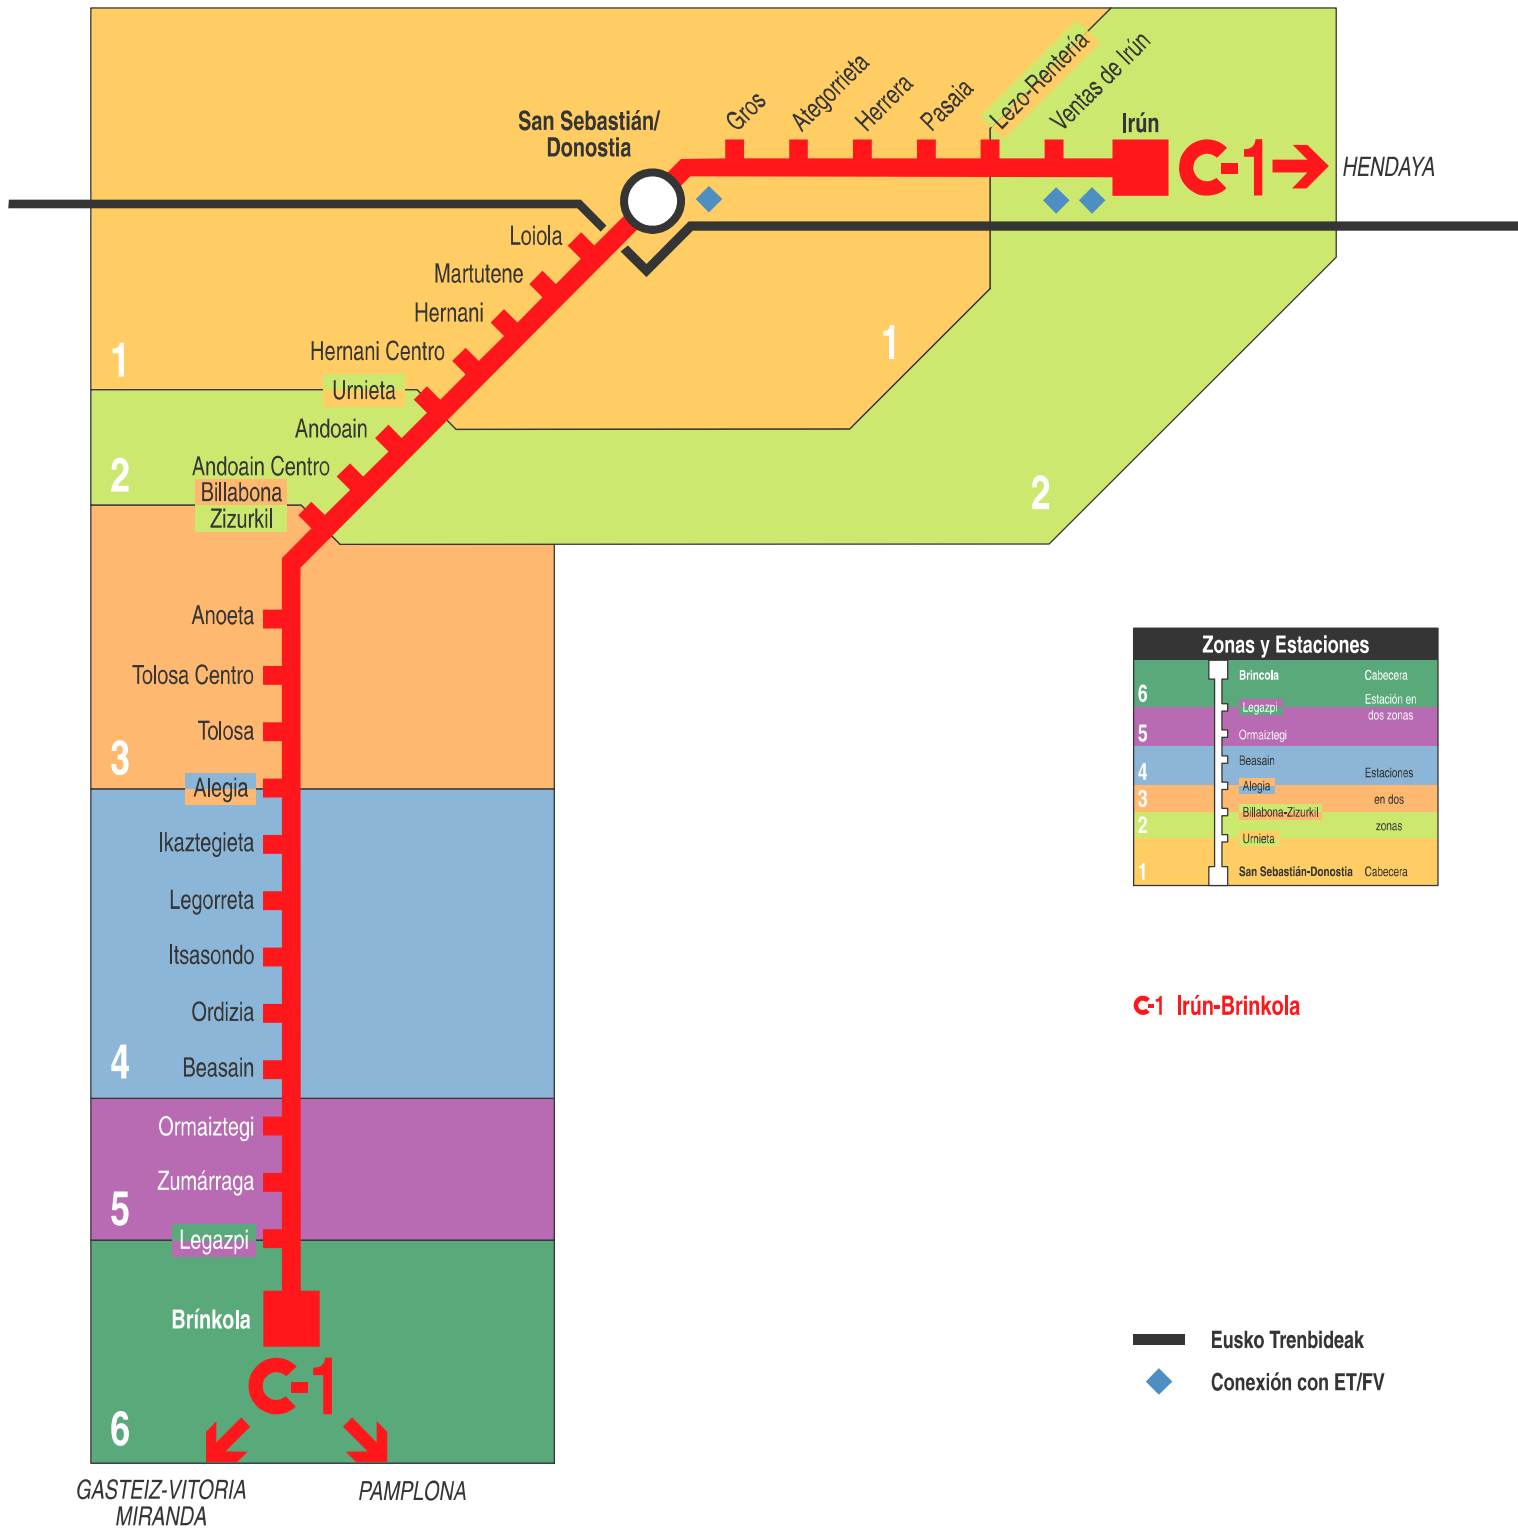 San Sebastián/
Donostia
Gros
Ategorrieta
Herrera
Pasaia
Lezo-Rentería
Ventas de Irún
Irún
C-1
HENDAYA
Loiola
Martutene
Hernani
Hernani Centro
1
1
Urnieta
Andoain
Andoain Centro
2
2
Billabona
Zizurkil
Anoeta
Tolosa Centro
Tolosa
3
Alegia
Ikaztegieta
Legorreta
Itsasondo
Ordizia
4
Beasain
Ormaiztegi
Zumárraga
5
Legazpi
Brínkola
C-1
6
GASTEIZ-VITORIA
MIRANDA
PAMPLONA
Zonas y Estaciones
Brincola Cabecera
6
Legazpi
Estación en
dos zonas
5 Ormaiztegi
Beasain
4 Estaciones
Alegia
3 en dos
Billabona-Zizurkil
2 zonas
Urnieta
1 San Sebastián-Donostia Cabecera
C-1 Irún-Brinkola
Eusko Trenbideak
Conexión con ET/FV